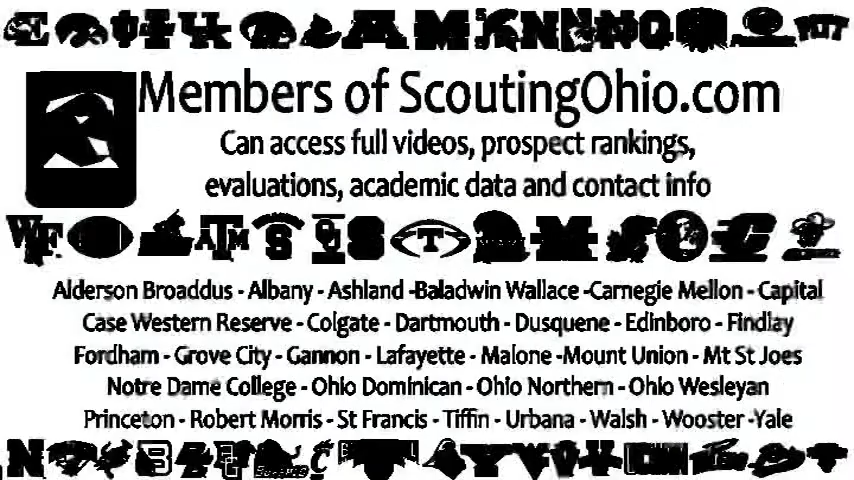 Members of ScoutingOhio.com
Can access full videos, prospect rankings,
evaluations, academic data and contact info
WF ATM S OU S T M C
Alderson Broaddus - Albany - Ashland -Baladwin Wallace -Carnegie Mellon - Capital
Case Western Reserve - Colgate - Dartmouth - Dusquene - Edinboro - Findlay
Fordham - Grove City - Gannon - Lafayette - Malone -Mount Union - Mt St Joes
Notre Dame College - Ohio Dominican - Ohio Northern - Ohio Wesleyan
Princeton - Robert Morris - St Francis - Tiffin - Urbana - Walsh - Wooster -Yale